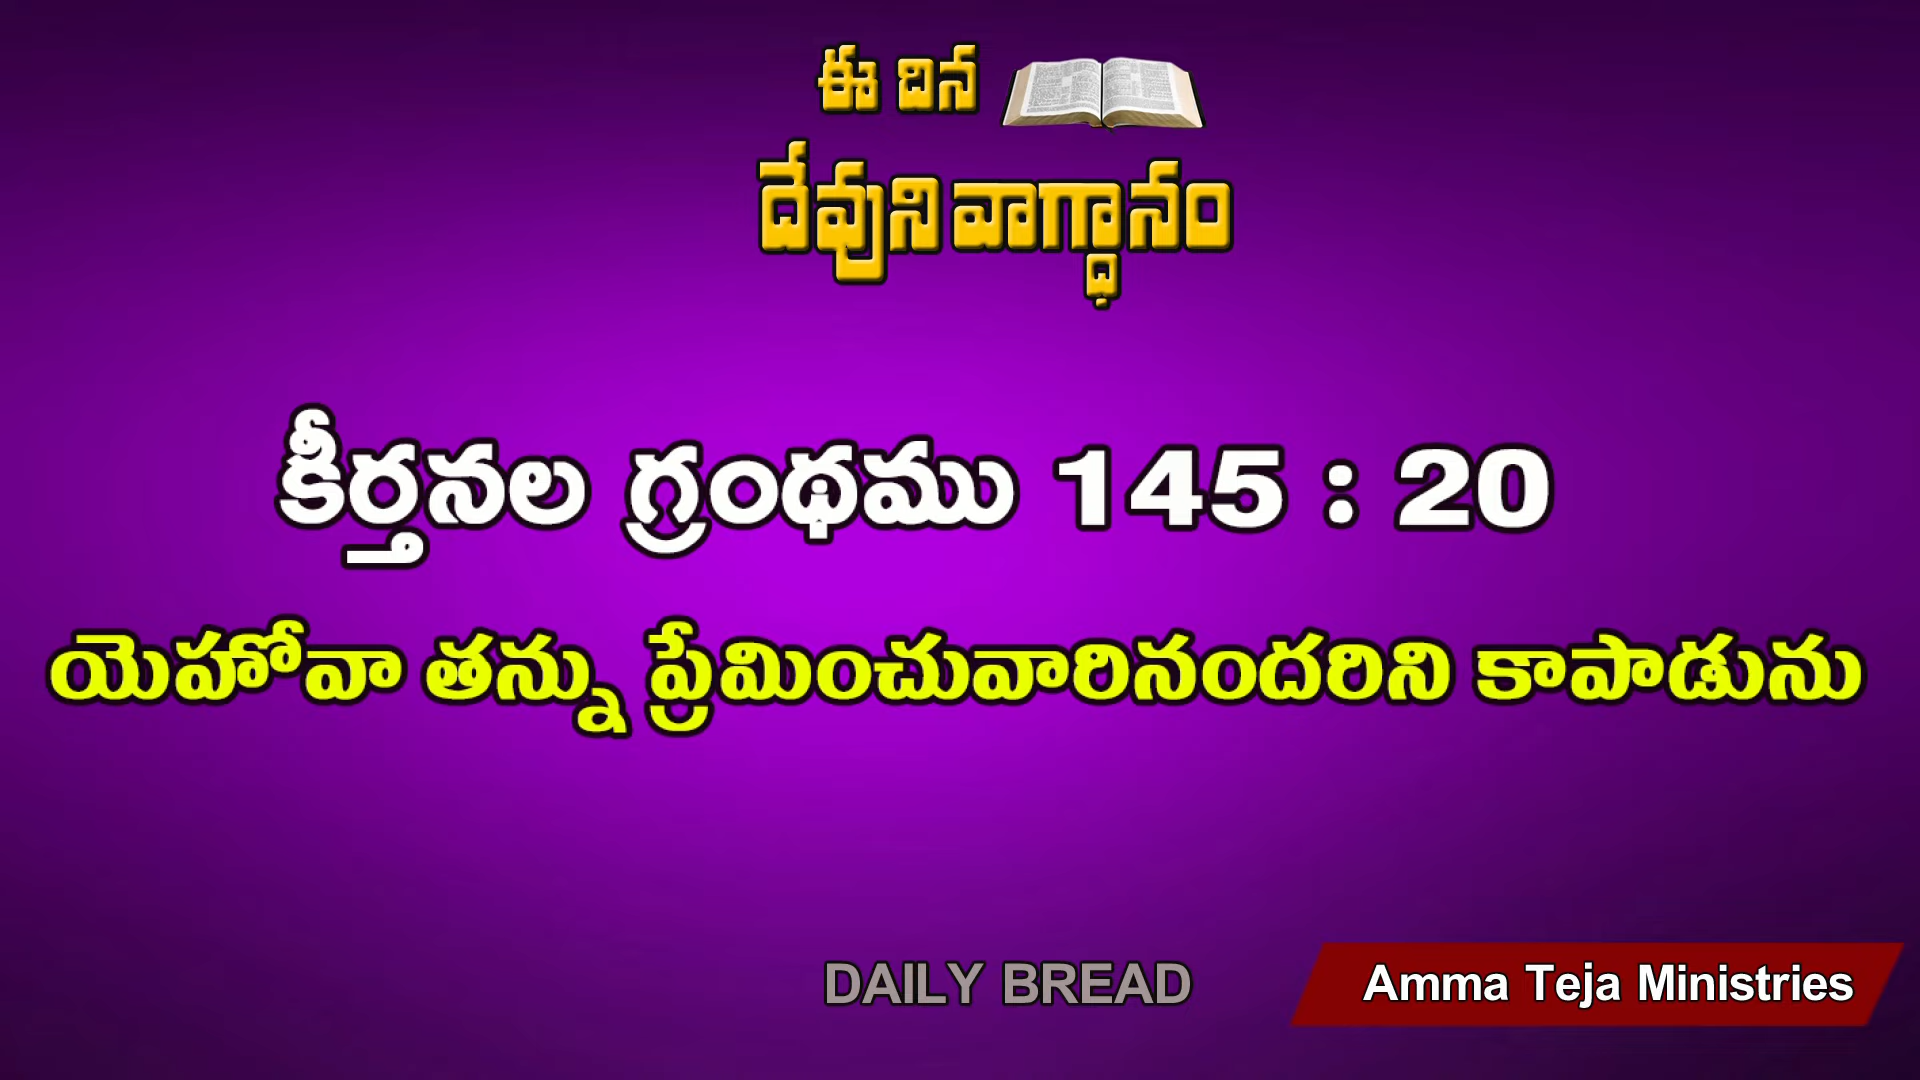 ఈ దిన
దేవుని వాగ్ధానం
కీర్తనల గ్రంథము 145 : 20
యెహోవా తన్ను ప్రేమించువారినందరిని కాపాడును
DAILY BREAD
Amma Teja Ministries